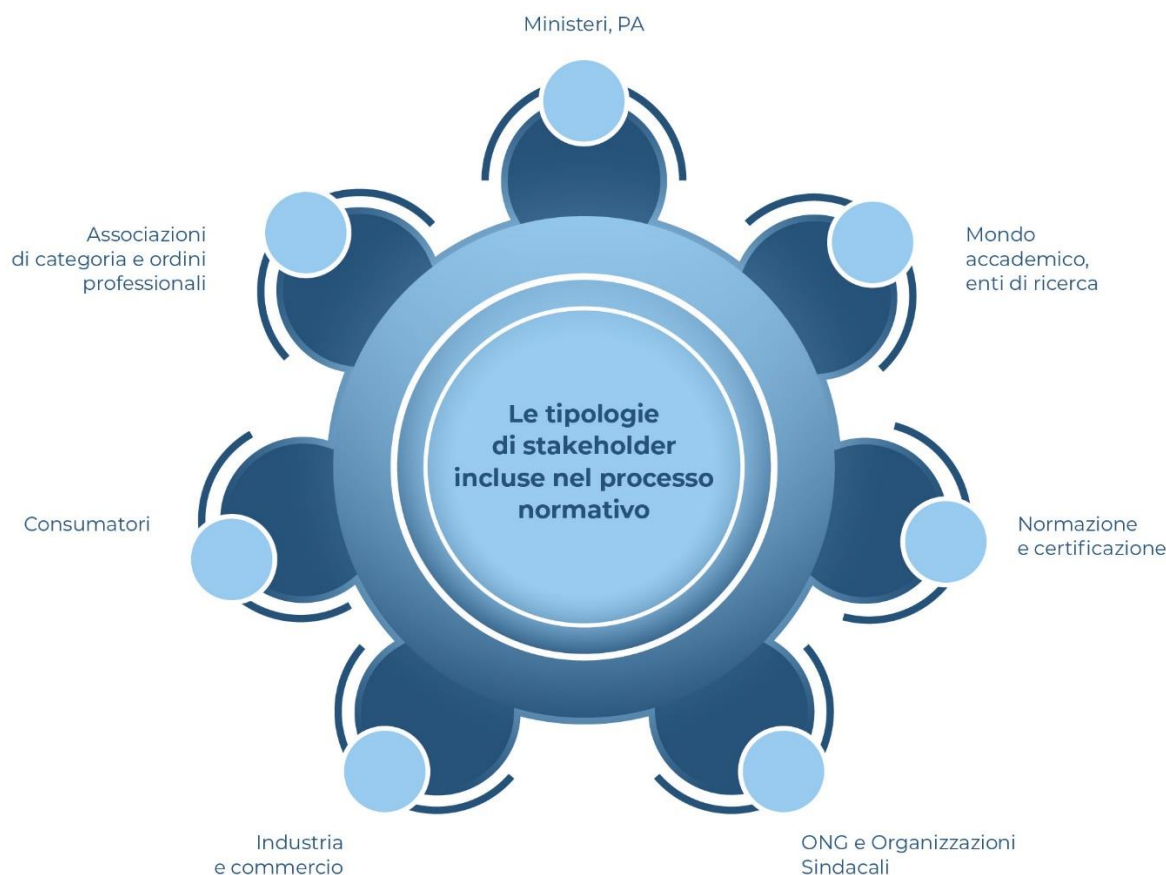 Ministeri, PA
Associazioni
di categoria e ordini
professionali
Mondo
accademico,
enti di ricerca
Le tipologie
di stakeholder
incluse nel processo
normativo
Consumatori
Normazione
e certificazione
Industria
e commercio
ONG e Organizzazioni
Sindacali